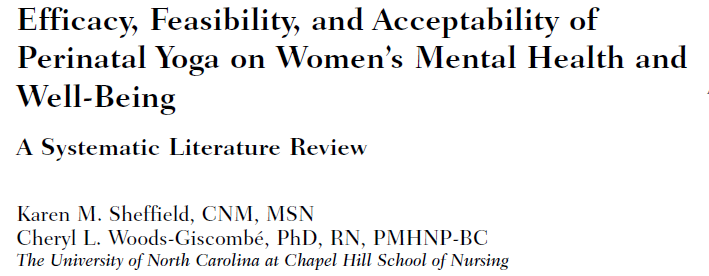 Efficacy, Feasibility, and Acceptability of
Perinatal Yoga on Women's Mental Health and
Well-Being
A Systematic Literature Review
Karen M. Sheffield, CNM, MSN
Cheryl L. Woods-Giscombé, PhD, RN, PMHNP-BC
The University of North Carolina at Chapel Hill School of Nursing